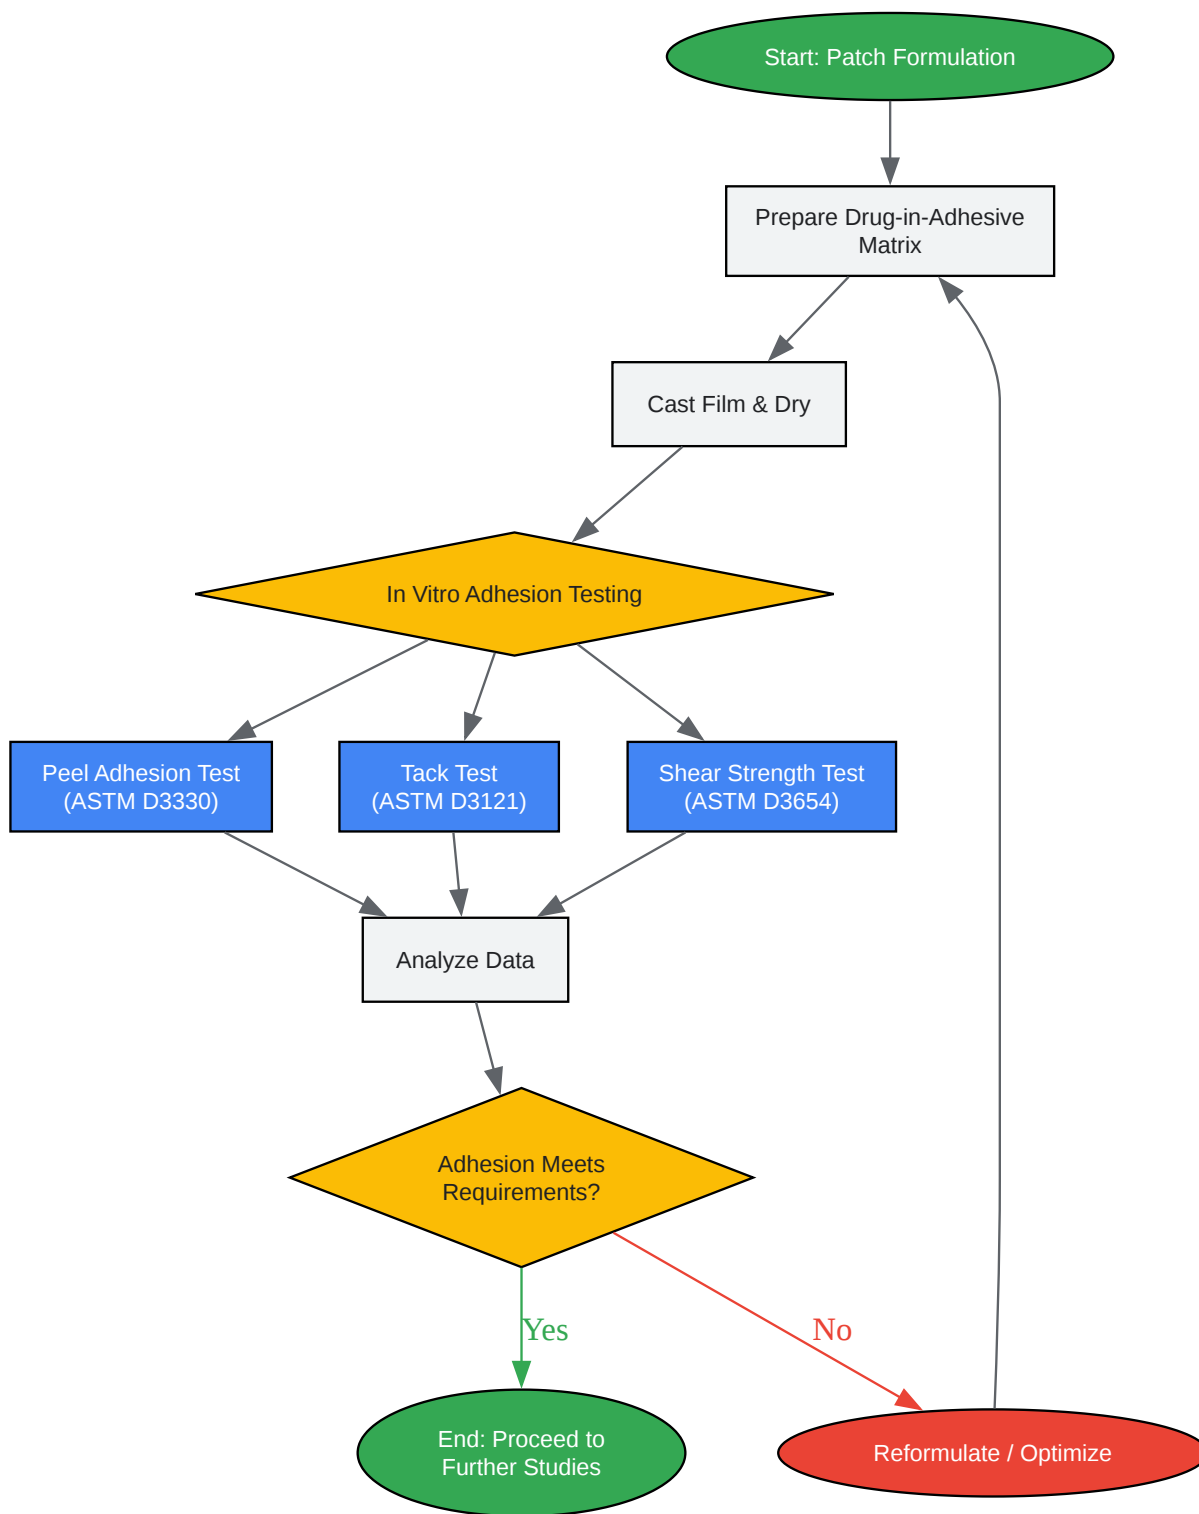 Start: Patch Formulation
Prepare Drug-in-Adhesive
Matrix
Cast Film & Dry
In Vitro Adhesion Testing
Peel Adhesion Test
(ASTM D3330)
Tack Test
(ASTM D3121)
Shear Strength Test
(ASTM D3654)
Analyze Data
Adhesion Meets
Requirements?
Yes
No
End: Proceed to
Further Studies
Reformulate / Optimize